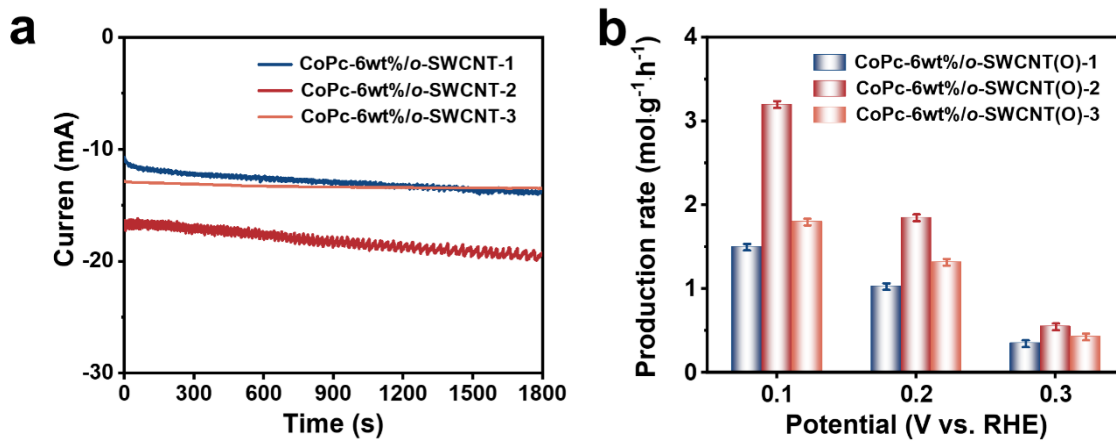 a
0
-10
-20
-30
Curren (mA)
0 300 600 900 1200 1500 1800
Time (s)
CoPc-6wt%/o-SWCNT-1
CoPc-6wt%/o-SWCNT-2
CoPc-6wt%/o-SWCNT-3
b
4
3
2
1
0
Production rate (mol·g⁻¹·h⁻¹)
0.1 0.2 0.3
Potential (V vs. RHE)
CoPc-6wt%/o-SWCNT(O)-1
CoPc-6wt%/o-SWCNT(O)-2
CoPc-6wt%/o-SWCNT(O)-3